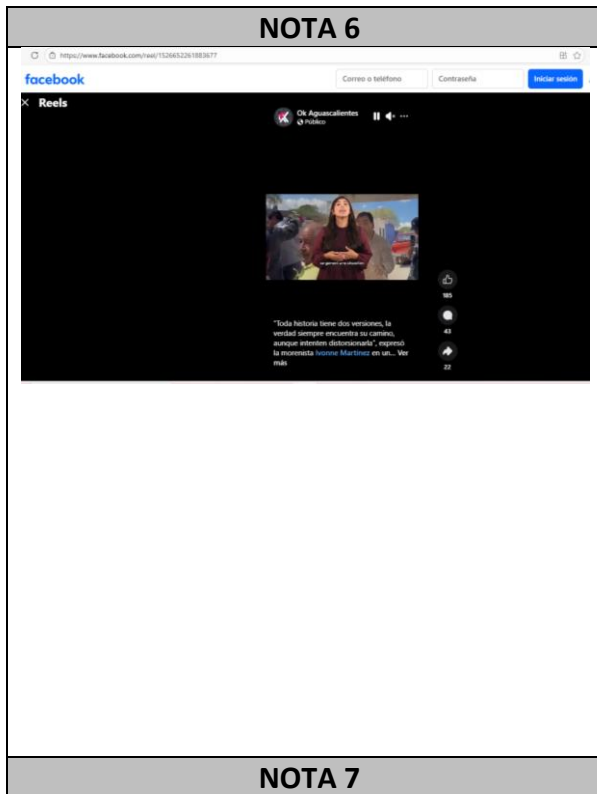 NOTA 6
https://www.facebook.com/reel/1526652261883677
facebook
Correo o teléfono
Contraseña
Iniciar sesión
× Reels
Ok Aguascalientes
Público
185
43
22
"Toda historia tiene dos versiones, la
verdad siempre encuentra su camino,
aunque intenten distorsionarla", expresó
la morenista Ivonne Martinez en un... Ver
más
NOTA 7